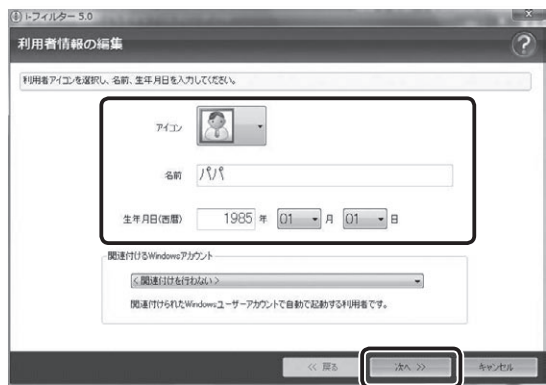 i-フィルター 5.0
利用者情報の編集
?
利用者アイコンを選択し、名前、生年月日を入力してください。
アイコン
名前 パパ
生年月日(西暦) 1985 年 01 月 01 日
関連付けるWindowsアカウント
<関連付けを行わない>
関連付けられたWindowsユーザーアカウントで自動で起動する利用者です。
<< 戻る 次へ >> キャンセル